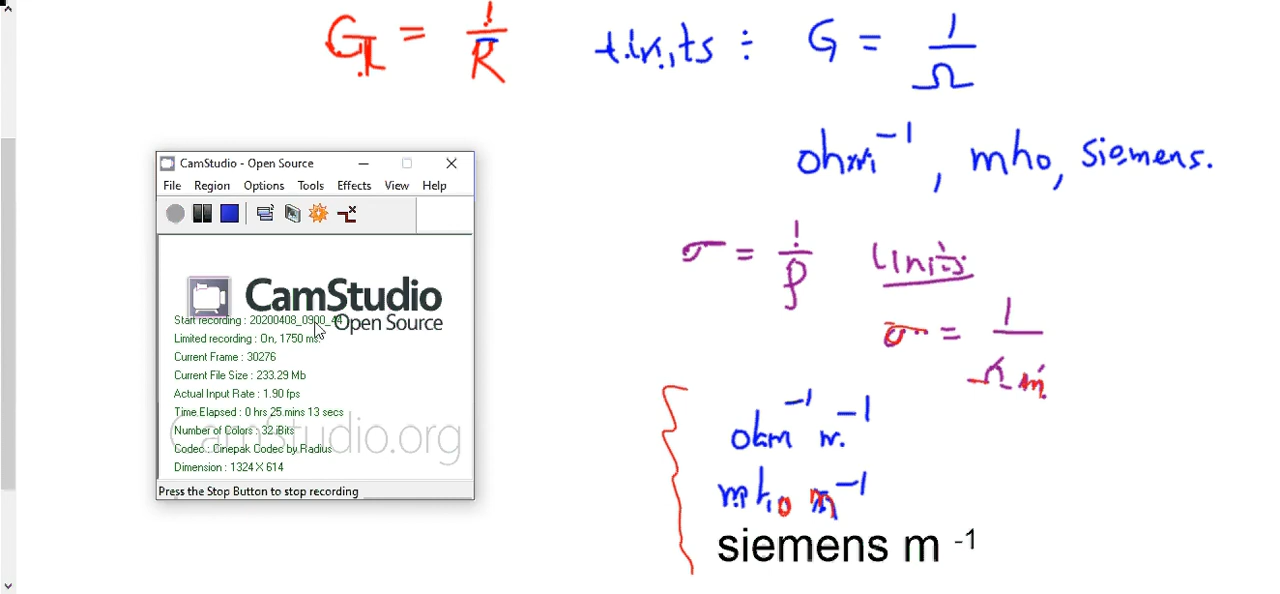 G = 1/R units ÷ G = 1/Ω
ohm⁻¹, mho, siemens.
CamStudio - Open Source
File Region Options Tools Effects View Help
CamStudio
Open Source
Start recording : 20200408_0900_44
Limited recording : On, 1750 ms.
Current Frame : 30276
Current File Size : 233.29 Mb
Actual Input Rate : 1.90 fps
Time Elapsed : 0 hrs 25 mins 13 secs
Number of Colors : 32 Bits
CamStudio.org
Codec : Cinepak Codec by Radius
Dimension : 1324 X 614
Press the Stop Button to stop recording
σ = 1/ρ units
σ = 1/Ω m
ohm⁻¹ m⁻¹
mho m⁻¹
siemens m -1